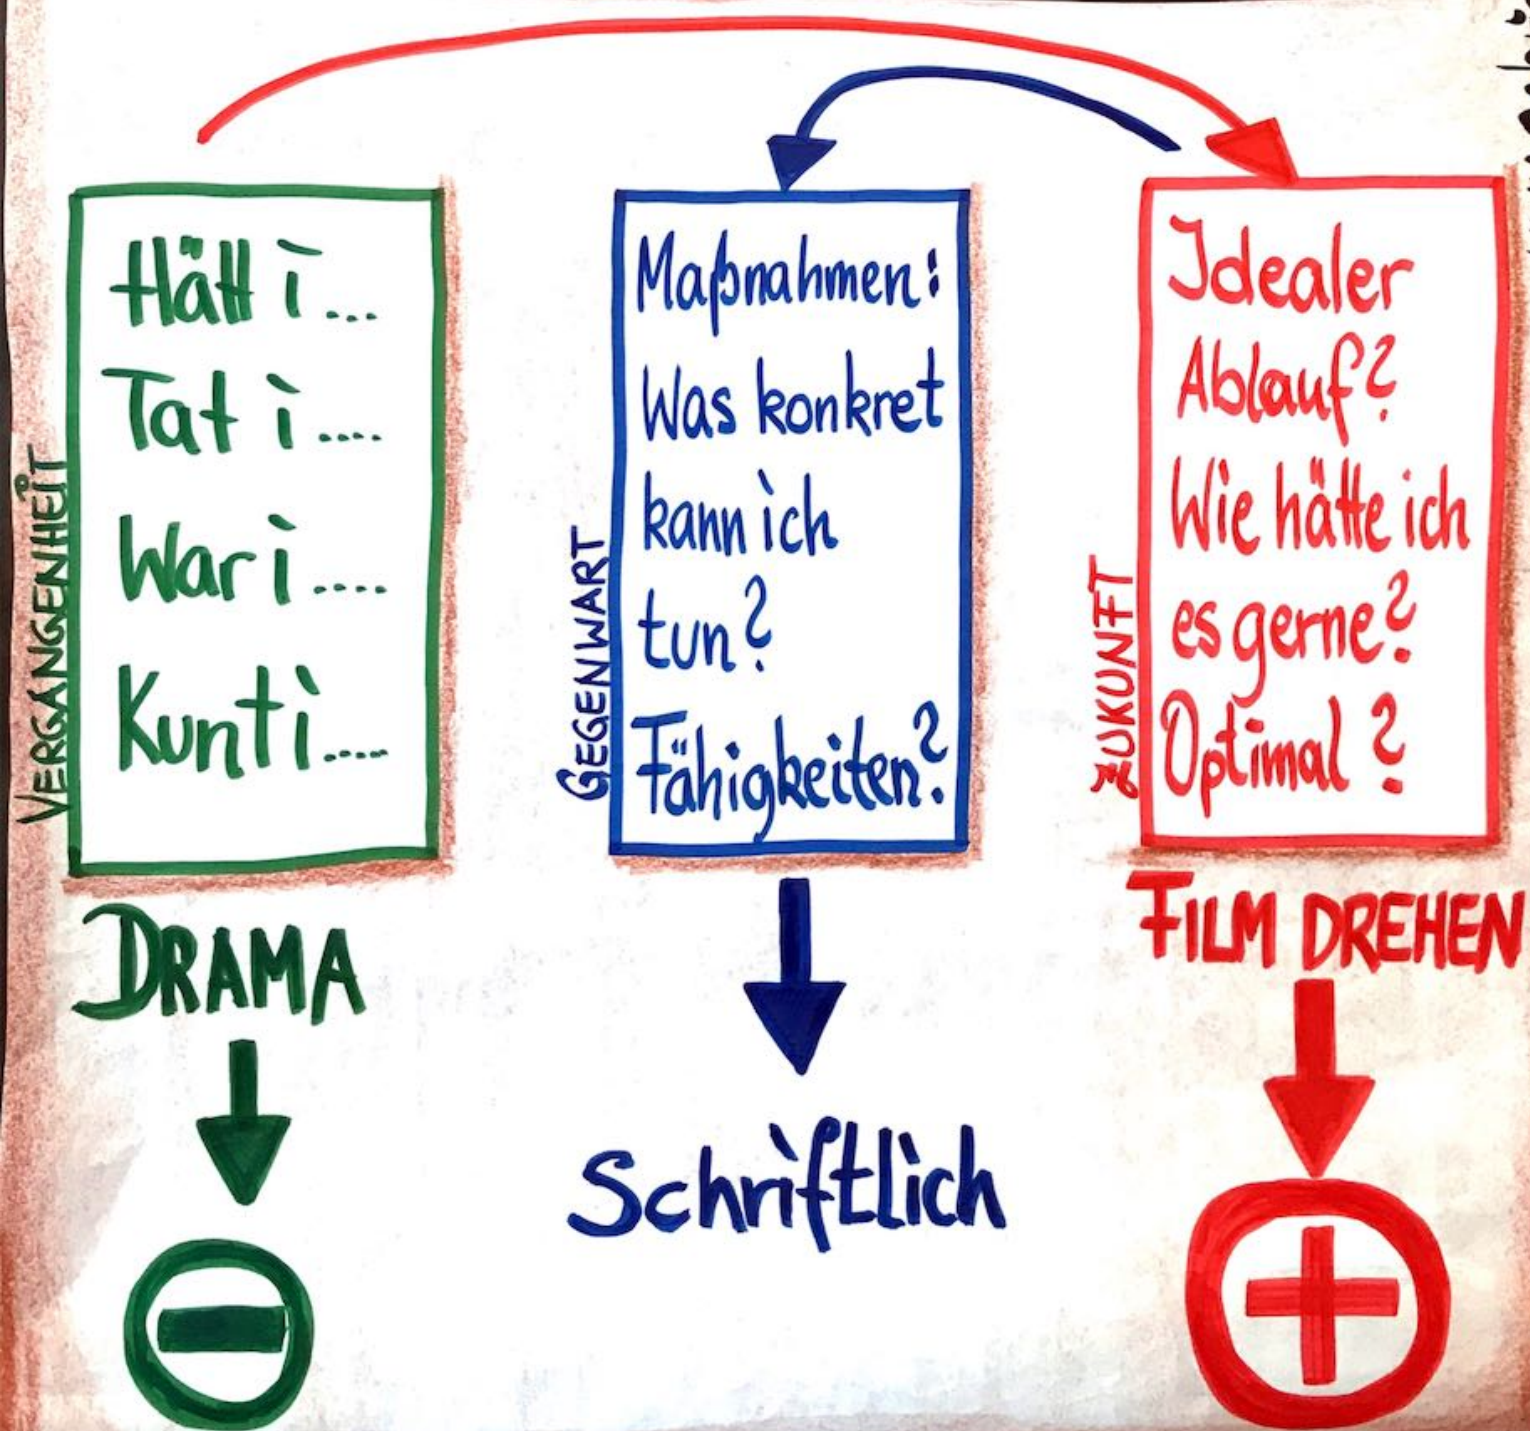 VERGANGENHEIT
Hätt i...
Tat i....
War i....
Kunt i.....
DRAMA
GEGENWART
Maßnahmen:
Was konkret
kann ich
tun?
Fähigkeiten?
Schriftlich
ZUKUNFT
Idealer
Ablauf?
Wie hätte ich
es gerne?
Optimal?
FILM DREHEN